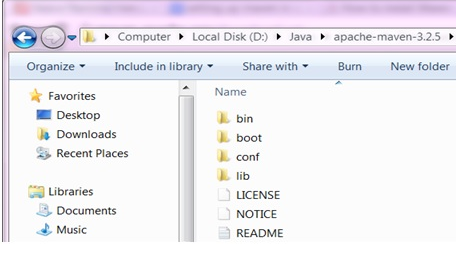 Computer Local Disk (D:) Java apache-maven-3.2.5
Organize Include in library Share with Burn New folder
Favorites
Desktop
Downloads
Recent Places
Libraries
Documents
Music
Name
bin
boot
conf
lib
LICENSE
NOTICE
README